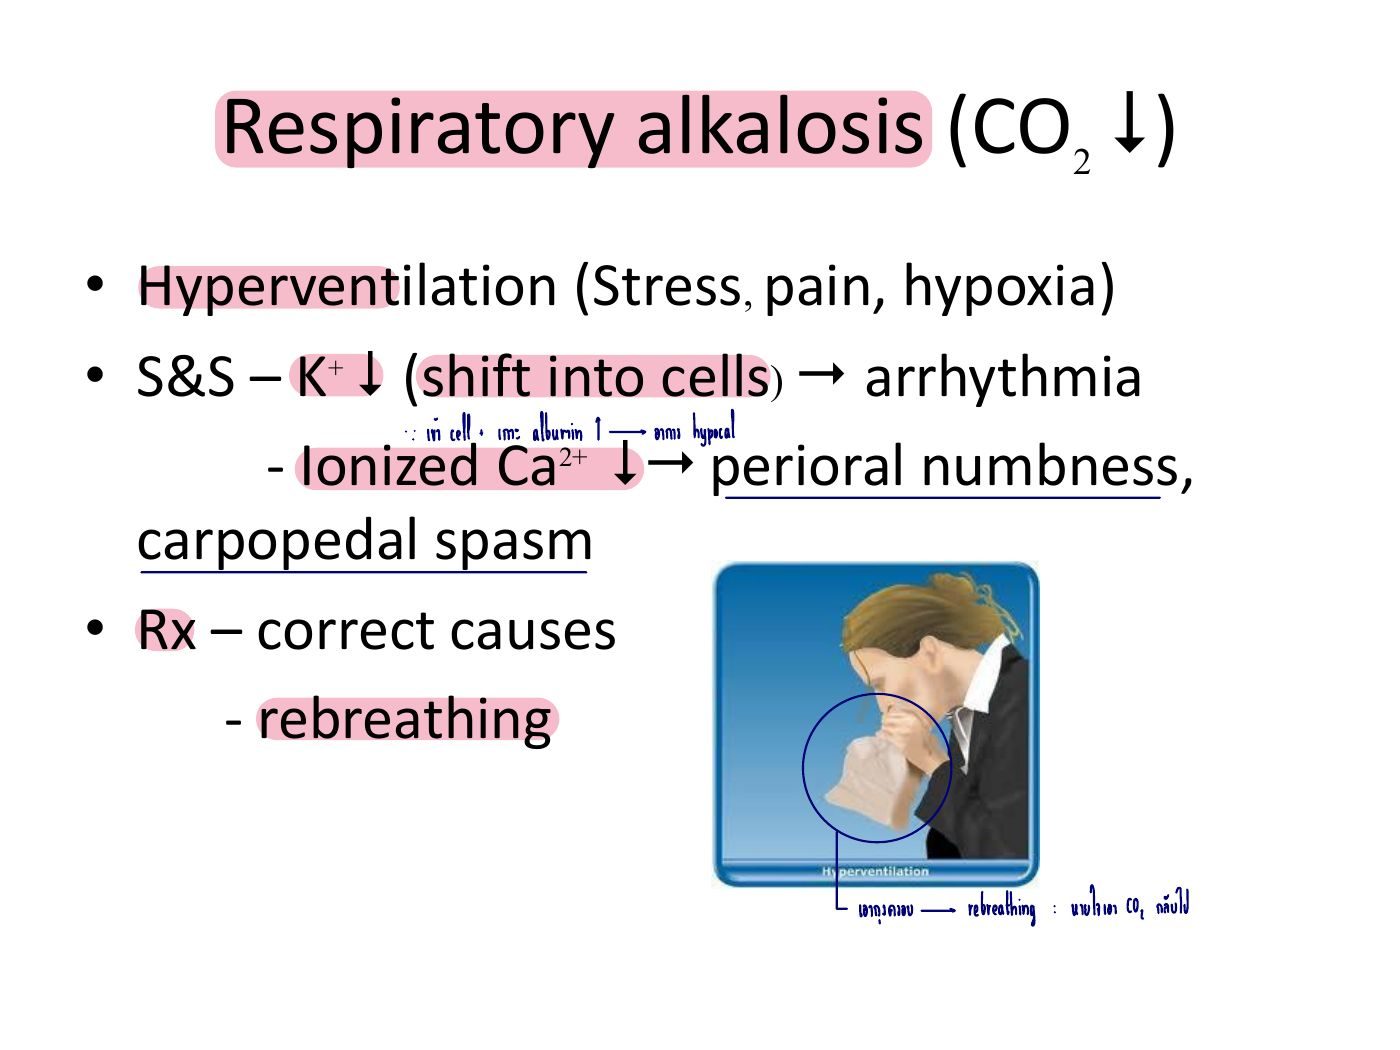 Respiratory alkalosis (CO₂ ↓)
• Hyperventilation (Stress, pain, hypoxia)
• S&S – K⁺ ↓ (shift into cells) → arrhythmia
∵ เข้า cell + เกาะ albumin ↑ → อาการ hypocal
- Ionized Ca²⁺ ↓→ perioral numbness,
carpopedal spasm
• Rx – correct causes
- rebreathing
Hyperventilation
เอาถุงครอบ → rebreathing : หายใจเอา CO₂ กลับไป